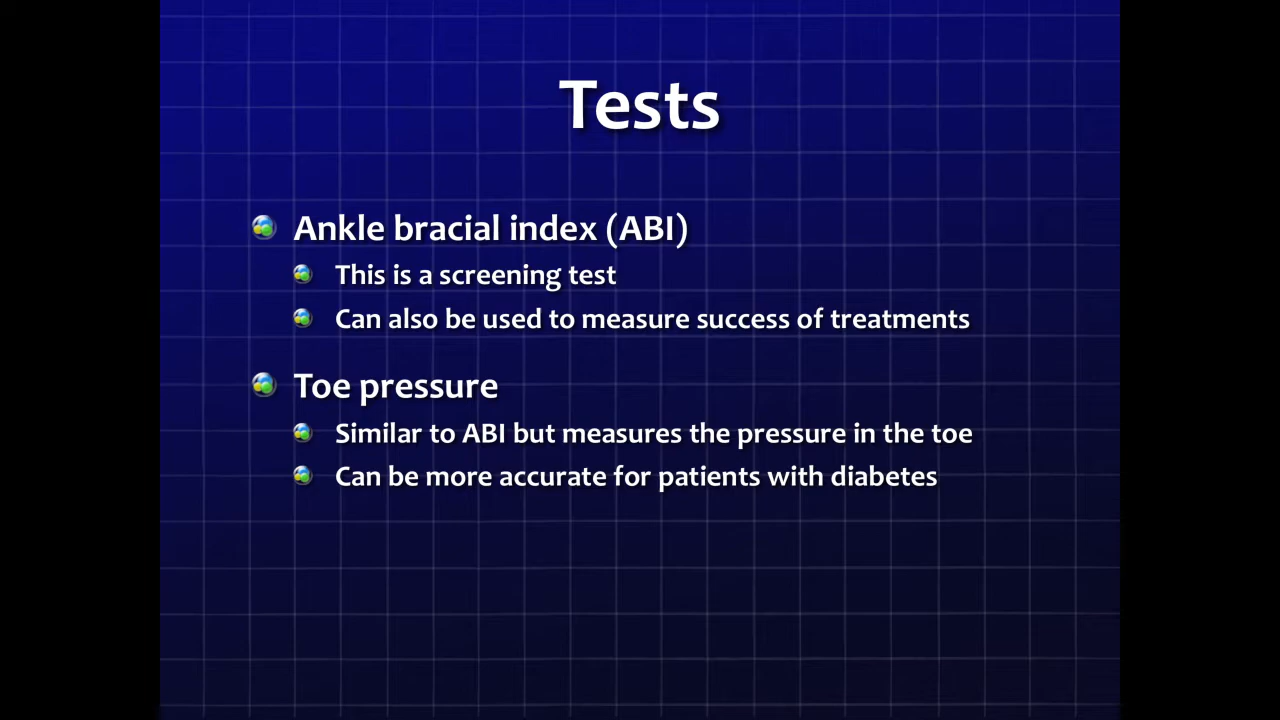 Tests
Ankle bracial index (ABI)
This is a screening test
Can also be used to measure success of treatments
Toe pressure
Similar to ABI but measures the pressure in the toe
Can be more accurate for patients with diabetes